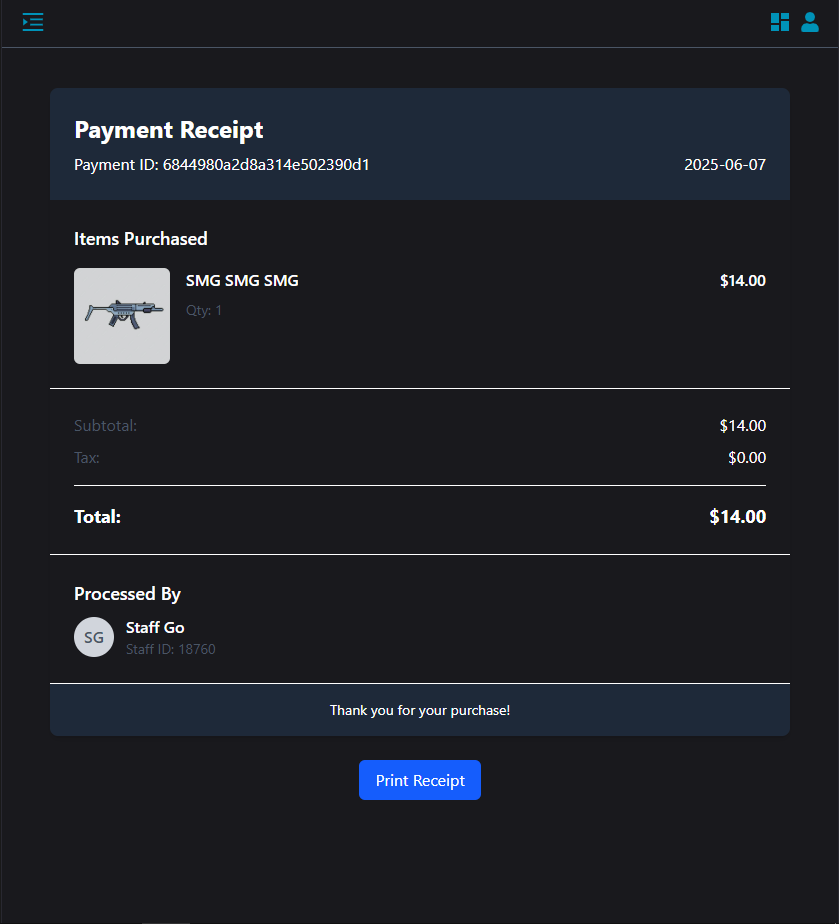 Payment Receipt
Payment ID: 6844980a2d8a314e502390d1 2025-06-07
Items Purchased
SMG SMG SMG $14.00
Qty: 1
Subtotal: $14.00
Tax: $0.00
Total: $14.00
Processed By
SG Staff Go
Staff ID: 18760
Thank you for your purchase!
Print Receipt